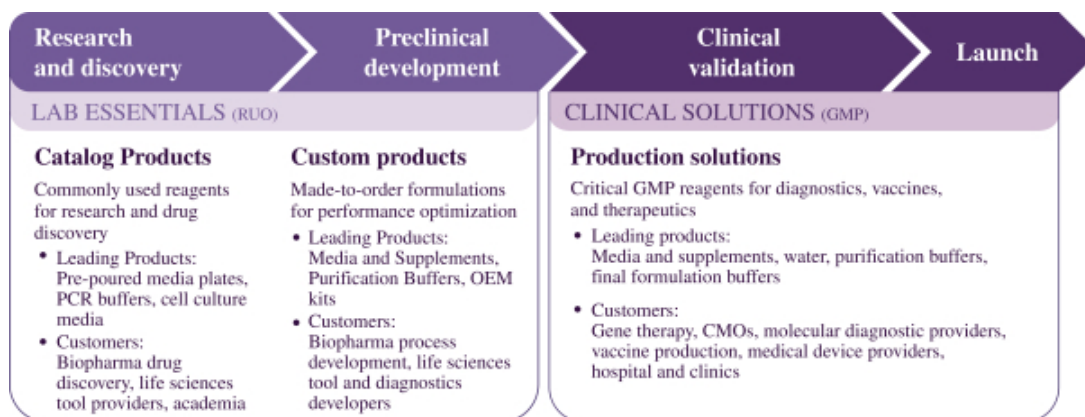 Research
and discovery
Preclinical
development
Clinical
validation
Launch
LAB ESSENTIALS (RUO)
CLINICAL SOLUTIONS (GMP)
Catalog Products
Commonly used reagents
for research and drug
discovery
• Leading Products:
Pre-poured media plates,
PCR buffers, cell culture
media
• Customers:
Biopharma drug
discovery, life sciences
tool providers, academia
Custom products
Made-to-order formulations
for performance optimization
• Leading Products:
Media and Supplements,
Purification Buffers, OEM
kits
• Customers:
Biopharma process
development, life sciences
tool and diagnostics
developers
Production solutions
Critical GMP reagents for diagnostics, vaccines,
and therapeutics
• Leading products:
Media and supplements, water, purification buffers,
final formulation buffers
• Customers:
Gene therapy, CMOs, molecular diagnostic providers,
vaccine production, medical device providers,
hospital and clinics